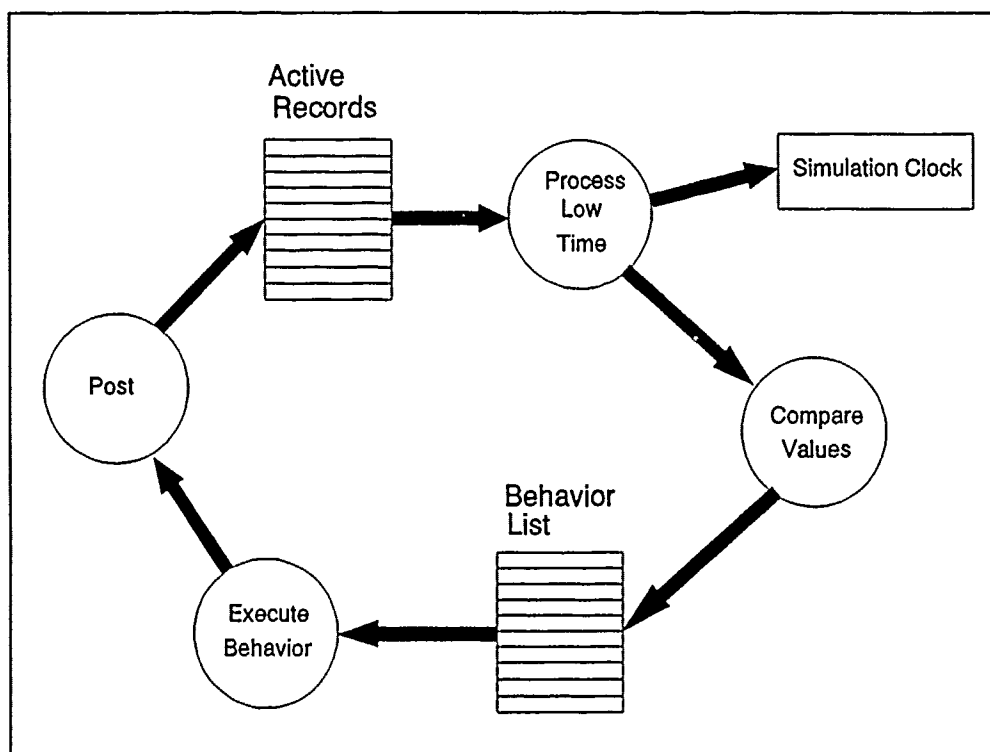 Active
Records
Process
Low
Time
Simulation Clock
Post
Compare
Values
Behavior
List
Execute
Behavior